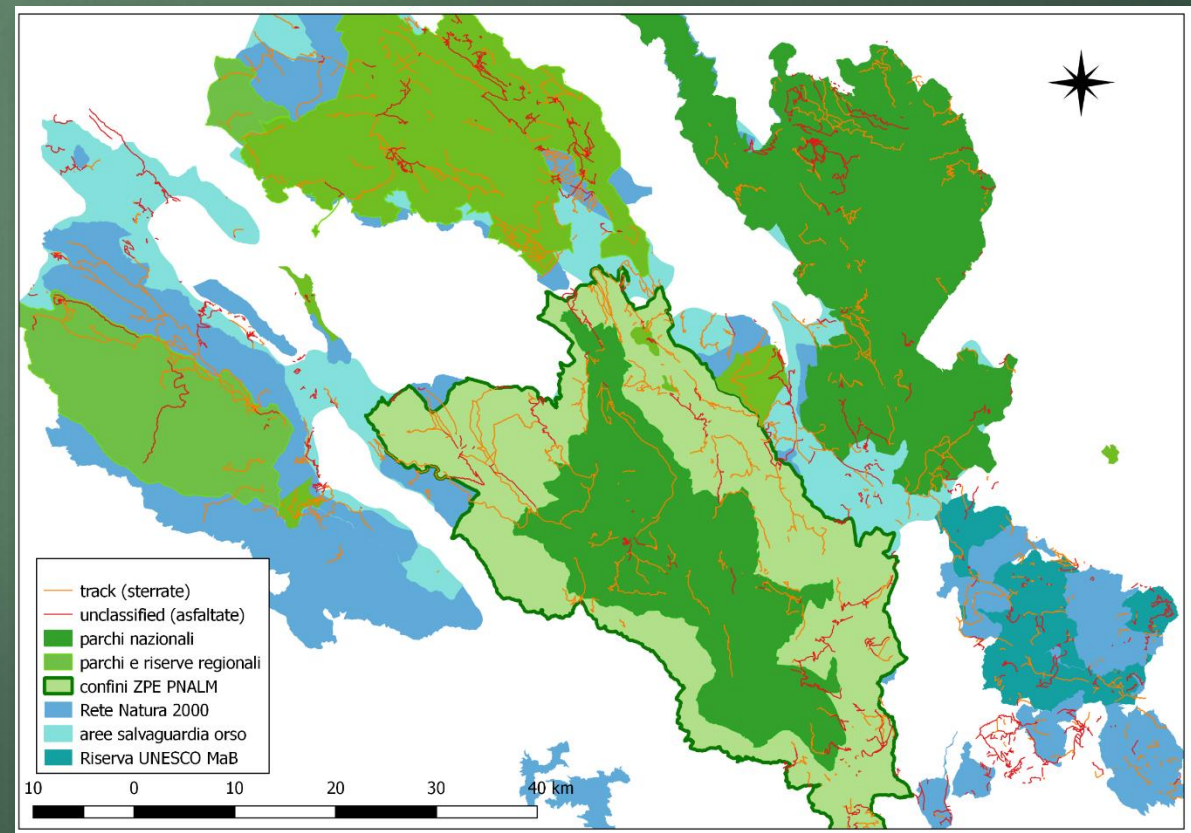 track (sterrate)
unclassified (asfaltate)
parchi nazionali
parchi e riserve regionali
confini ZPE PNALM
Rete Natura 2000
aree salvaguardia orso
Riserva UNESCO MaB
10 0 10 20 30 40 km